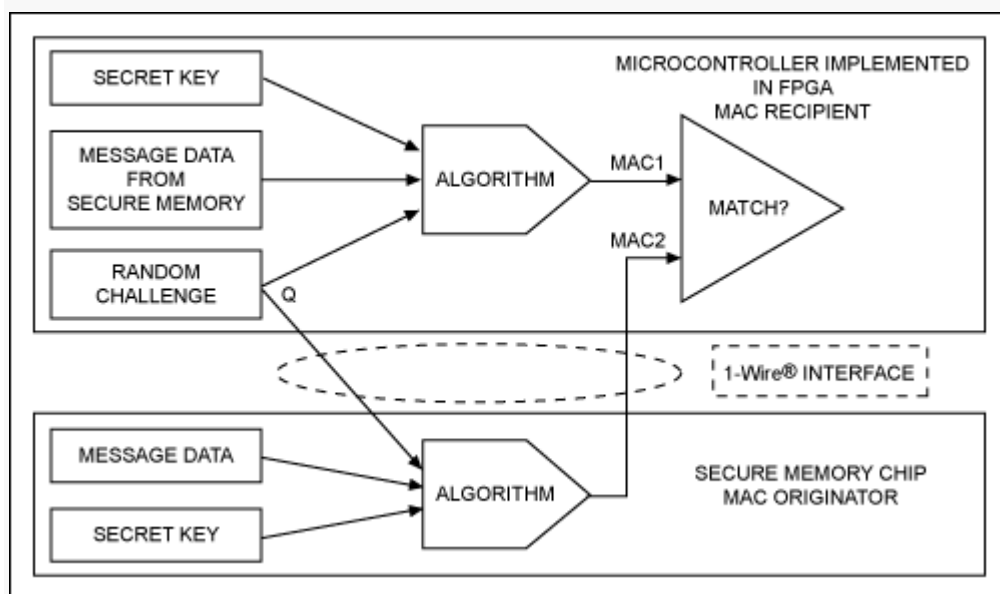 SECRET KEY
MESSAGE DATA
FROM
SECURE MEMORY
RANDOM
CHALLENGE
Q
ALGORITHM
MAC1
MAC2
MICROCONTROLLER IMPLEMENTED
IN FPGA
MAC RECIPIENT
MATCH?
1-Wire® INTERFACE
MESSAGE DATA
SECRET KEY
ALGORITHM
SECURE MEMORY CHIP
MAC ORIGINATOR